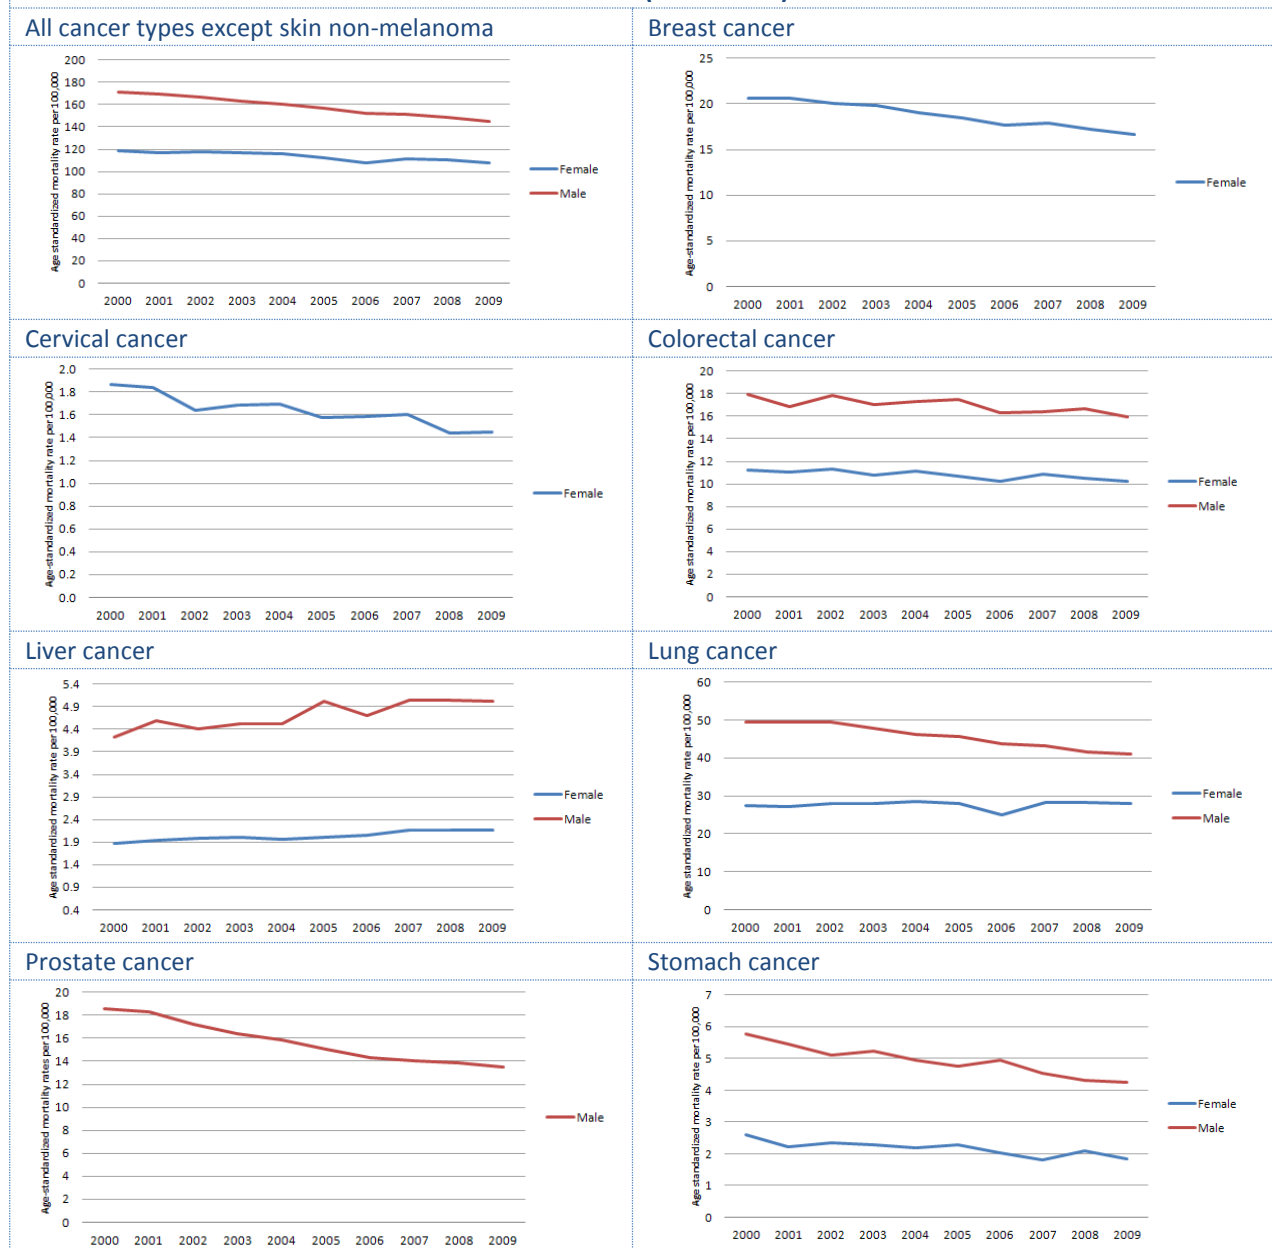 All cancer types except skin non-melanoma
Age standardized mortality rate per 100,000
200
180
160
140
120
100
80
60
40
20
0
2000 2001 2002 2003 2004 2005 2006 2007 2008 2009
Female
Male
Breast cancer
Age-standardized mortality rate per 100,000
25
20
15
10
5
0
2000 2001 2002 2003 2004 2005 2006 2007 2008 2009
Female
Cervical cancer
Age-standardized mortality rate per 100,000
2.0
1.8
1.6
1.4
1.2
1.0
0.8
0.6
0.4
0.2
0.0
2000 2001 2002 2003 2004 2005 2006 2007 2008 2009
Female
Colorectal cancer
Age standardized mortality rate per 100,000
20
18
16
14
12
10
8
6
4
2
0
2000 2001 2002 2003 2004 2005 2006 2007 2008 2009
Female
Male
Liver cancer
Age standardized mortality rate per 100,000
5.4
4.9
4.4
3.9
3.4
2.9
2.4
1.9
1.4
0.9
0.4
2000 2001 2002 2003 2004 2005 2006 2007 2008 2009
Female
Male
Lung cancer
Age standardized mortality rate per 100,000
60
50
40
30
20
10
0
2000 2001 2002 2003 2004 2005 2006 2007 2008 2009
Female
Male
Prostate cancer
Age-standardized mortality rates per 100,000
20
18
16
14
12
10
8
6
4
2
0
2000 2001 2002 2003 2004 2005 2006 2007 2008 2009
Male
Stomach cancer
Age standardized mortality rate per 100,000
7
6
5
4
3
2
1
0
2000 2001 2002 2003 2004 2005 2006 2007 2008 2009
Female
Male